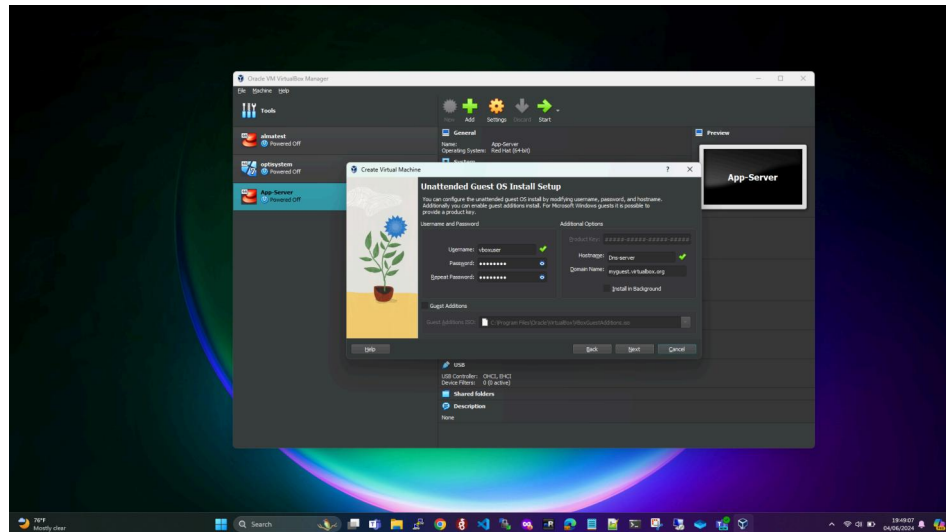 Oracle VM VirtualBox Manager
File Machine Help
Tools
New Add Settings Discard Start
almatest
Powered Off
optisystem
Powered Off
App-Server
Powered Off
General
Name: App-Server
Operating System: Red Hat (64-bit)
Preview
App-Server
Create Virtual Machine
Unattended Guest OS Install Setup
You can configure the unattended guest OS install by modifying username, password, and hostname.
Additionally you can enable guest additions install. For Microsoft Windows guests it is possible to
provide a product key.
Username and Password
Username: vboxuser
Password: ••••••••
Repeat Password: ••••••••
Additional Options
Product Key: #####-#####-#####-#####-#####
Hostname: Dns-server
Domain Name: myguest.virtualbox.org
Install in Background
Guest Additions
Guest Additions ISO: C:\Program Files\Oracle\VirtualBox\VBoxGuestAdditions.iso
Help Back Next Cancel
USB
USB Controller: OHCI, EHCI
Device Filters: 0 (0 active)
Shared folders
Description
None
76°F
Mostly clear
Search
19:49:07
04/06/2024